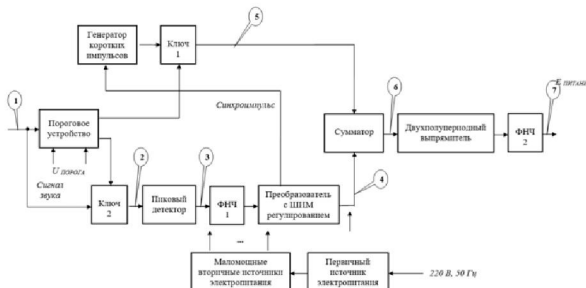 Генератор
коротких
импульсов
Ключ
1
5
1
Синхроимпульс
6
E питания
7
Пороговое
устройство
Сумматор
Двухполупериодный
выпрямитель
ФНЧ
2
U порога
2
3
Сигнал
звука
Ключ
2
Пиковый
детектор
ФНЧ
1
Преобразователь
с ШИМ
регулированием
4
...
Маломощные
вторичные источники
электропитания
Первичный
источник
электропитания
220 В, 50 Гц